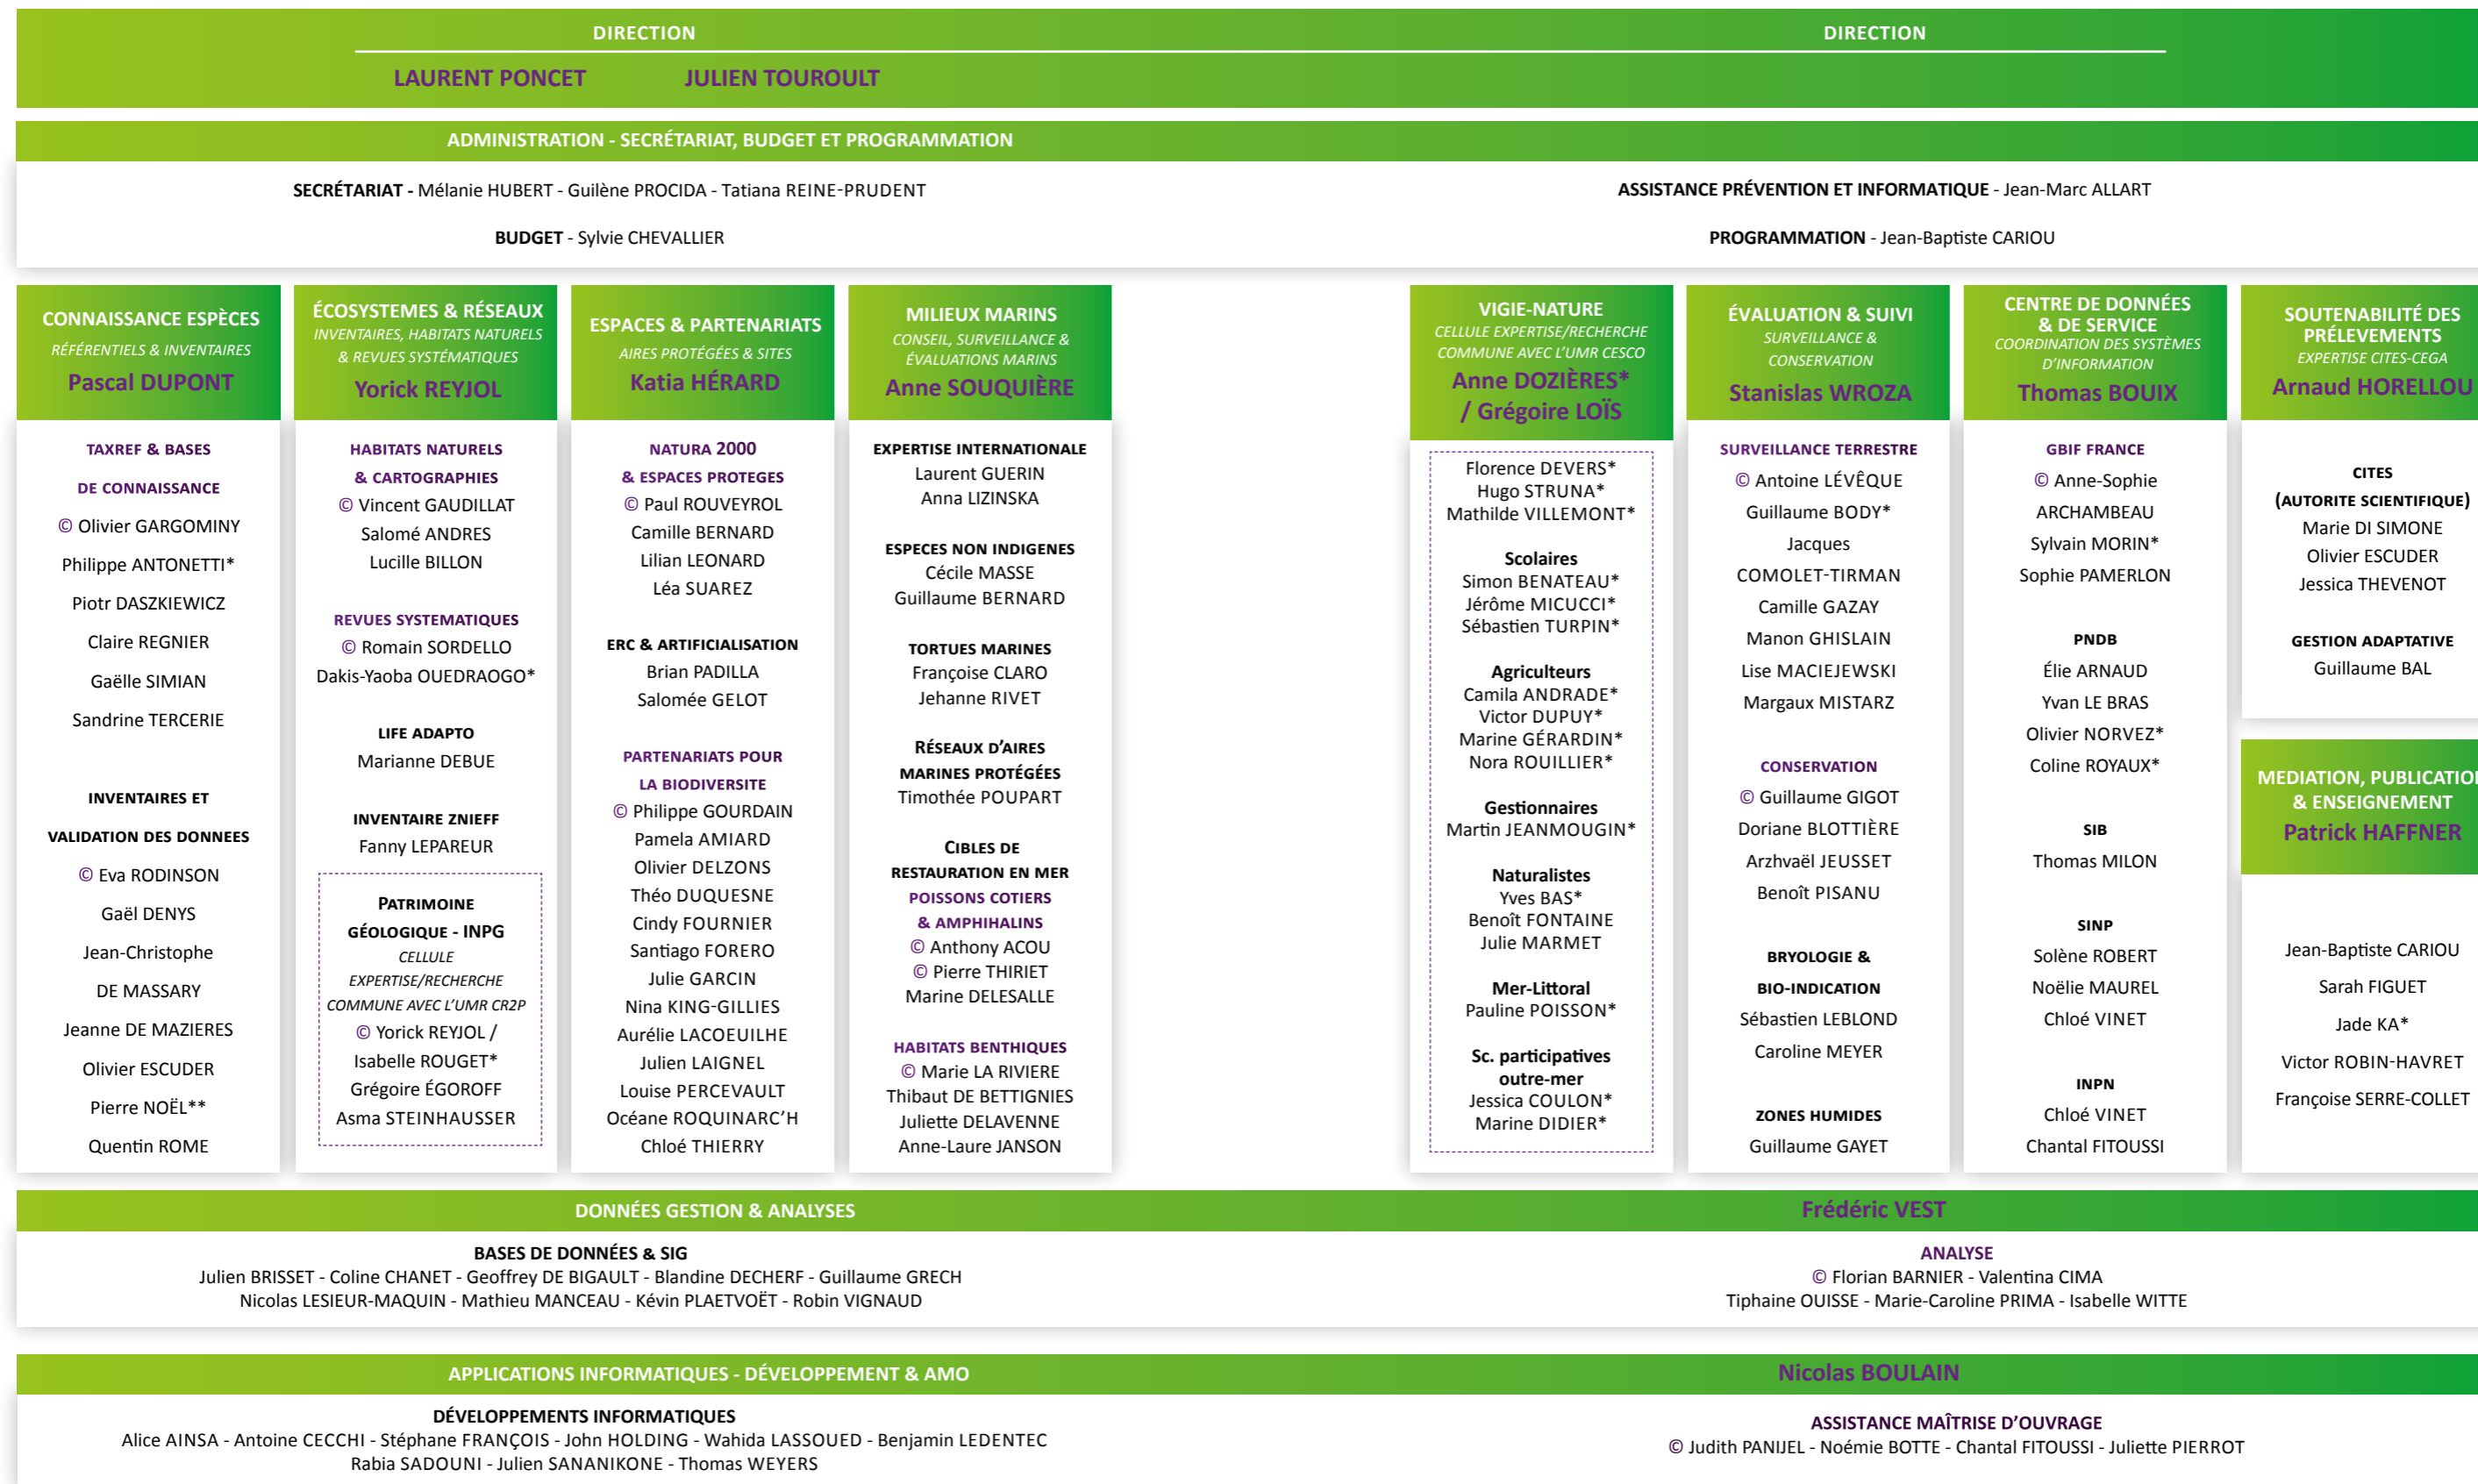 DIRECTION
LAURENT PONCET JULIEN TOUROULT
DIRECTION
ADMINISTRATION - SECRÉTARIAT, BUDGET ET PROGRAMMATION
SECRÉTARIAT - Mélanie HUBERT - Guilène PROCIDA - Tatiana REINE-PRUDENT
BUDGET - Sylvie CHEVALLIER
ASSISTANCE PRÉVENTION ET INFORMATIQUE - Jean-Marc ALLART
PROGRAMMATION - Jean-Baptiste CARIOU
CONNAISSANCE ESPÈCES
RÉFÉRENTIELS & INVENTAIRES
Pascal DUPONT
TAXREF & BASES
DE CONNAISSANCE
© Olivier GARGOMINY
Philippe ANTONETTI*
Piotr DASZKIEWICZ
Claire REGNIER
Gaëlle SIMIAN
Sandrine TERCERIE
INVENTAIRES ET
VALIDATION DES DONNEES
© Eva RODINSON
Gaël DENYS
Jean-Christophe
DE MASSARY
Jeanne DE MAZIERES
Olivier ESCUDER
Pierre NOËL**
Quentin ROME
ÉCOSYSTEMES & RÉSEAUX
INVENTAIRES, HABITATS NATURELS
& REVUES SYSTÉMATIQUES
Yorick REYJOL
HABITATS NATURELS
& CARTOGRAPHIES
© Vincent GAUDILLAT
Salomé ANDRES
Lucille BILLON
REVUES SYSTEMATIQUES
© Romain SORDELLO
Dakis-Yaoba OUEDRAOGO*
LIFE ADAPTO
Marianne DEBUE
INVENTAIRE ZNIEFF
Fanny LEPAREUR
PATRIMOINE
GÉOLOGIQUE - INPG
CELLULE
EXPERTISE/RECHERCHE
COMMUNE AVEC L'UMR CR2P
© Yorick REYJOL /
Isabelle ROUGET*
Grégoire ÉGOROFF
Asma STEINHAUSSER
ESPACES & PARTENARIATS
AIRES PROTÉGÉES & SITES
Katia HÉRARD
NATURA 2000
& ESPACES PROTEGES
© Paul ROUVEYROL
Camille BERNARD
Lilian LEONARD
Léa SUAREZ
ERC & ARTIFICIALISATION
Brian PADILLA
Salomée GELOT
PARTENARIATS POUR
LA BIODIVERSITE
© Philippe GOURDAIN
Pamela AMIARD
Olivier DELZONS
Théo DUQUESNE
Cindy FOURNIER
Santiago FORERO
Julie GARCIN
Nina KING-GILLIES
Aurélie LACOEUILHE
Julien LAIGNEL
Louise PERCEVAULT
Océane ROQUINARC'H
Chloé THIERRY
MILIEUX MARINS
CONSEIL, SURVEILLANCE &
ÉVALUATIONS MARINS
Anne SOUQUIÈRE
EXPERTISE INTERNATIONALE
Laurent GUERIN
Anna LIZINSKA
ESPECES NON INDIGENES
Cécile MASSE
Guillaume BERNARD
TORTUES MARINES
Françoise CLARO
Jehanne RIVET
RÉSEAUX D'AIRES
MARINES PROTÉGÉES
Timothée POUPART
CIBLES DE
RESTAURATION EN MER
POISSONS COTIERS
& AMPHIHALINS
© Anthony ACOU
© Pierre THIRIET
Marine DELESALLE
HABITATS BENTHIQUES
© Marie LA RIVIERE
Thibaut DE BETTIGNIES
Juliette DELAVENNE
Anne-Laure JANSON
VIGIE-NATURE
CELLULE EXPERTISE/RECHERCHE
COMMUNE AVEC L'UMR CESCO
Anne DOZIÈRES*
/ Grégoire LOÏS
Florence DEVERS*
Hugo STRUNA*
Mathilde VILLEMONT*
Scolaires
Simon BENATEAU*
Jérôme MICUCCI*
Sébastien TURPIN*
Agriculteurs
Camila ANDRADE*
Victor DUPUY*
Marine GÉRARDIN*
Nora ROUILLIER*
Gestionnaires
Martin JEANMOUGIN*
Naturalistes
Yves BAS*
Benoît FONTAINE
Julie MARMET
Mer-Littoral
Pauline POISSON*
Sc. participatives
outre-mer
Jessica COULON*
Marine DIDIER*
ÉVALUATION & SUIVI
SURVEILLANCE &
CONSERVATION
Stanislas WROZA
SURVEILLANCE TERRESTRE
© Antoine LÉVÊQUE
Guillaume BODY*
Jacques
COMOLET-TIRMAN
Camille GAZAY
Manon GHISLAIN
Lise MACIEJEWSKI
Margaux MISTARZ
CONSERVATION
© Guillaume GIGOT
Doriane BLOTTIÈRE
Arzhvaël JEUSSET
Benoît PISANU
BRYOLOGIE &
BIO-INDICATION
Sébastien LEBLOND
Caroline MEYER
ZONES HUMIDES
Guillaume GAYET
CENTRE DE DONNÉES
& DE SERVICE
COORDINATION DES SYSTÈMES
D'INFORMATION
Thomas BOUIX
GBIF FRANCE
© Anne-Sophie
ARCHAMBEAU
Sylvain MORIN*
Sophie PAMERLON
PNDB
Élie ARNAUD
Yvan LE BRAS
Olivier NORVEZ*
Coline ROYAUX*
SIB
Thomas MILON
SINP
Solène ROBERT
Noëlie MAUREL
Chloé VINET
INPN
Chloé VINET
Chantal FITOUSSI
SOUTENABILITÉ DES
PRÉLEVEMENTS
EXPERTISE CITES-CEGA
Arnaud HORELLOU
CITES
(AUTORITE SCIENTIFIQUE)
Marie DI SIMONE
Olivier ESCUDER
Jessica THEVENOT
GESTION ADAPTATIVE
Guillaume BAL
MEDIATION, PUBLICATION
& ENSEIGNEMENT
Patrick HAFFNER
Jean-Baptiste CARIOU
Sarah FIGUET
Jade KA*
Victor ROBIN-HAVRET
Françoise SERRE-COLLET
DONNÉES GESTION & ANALYSES
Frédéric VEST
BASES DE DONNÉES & SIG
Julien BRISSET - Coline CHANET - Geoffrey DE BIGAULT - Blandine DECHERF - Guillaume GRECH
Nicolas LESIEUR-MAQUIN - Mathieu MANCEAU - Kévin PLAETVOËT - Robin VIGNAUD
ANALYSE
© Florian BARNIER - Valentina CIMA
Tiphaine OUISSE - Marie-Caroline PRIMA - Isabelle WITTE
APPLICATIONS INFORMATIQUES - DÉVELOPPEMENT & AMO
Nicolas BOULAIN
DÉVELOPPEMENTS INFORMATIQUES
Alice AINSA - Antoine CECCHI - Stéphane FRANÇOIS - John HOLDING - Wahida LASSOUED - Benjamin LEDENTEC
Rabia SADOUNI - Julien SANANIKONE - Thomas WEYERS
ASSISTANCE MAÎTRISE D'OUVRAGE
© Judith PANIJEL - Noémie BOTTE - Chantal FITOUSSI - Juliette PIERROT